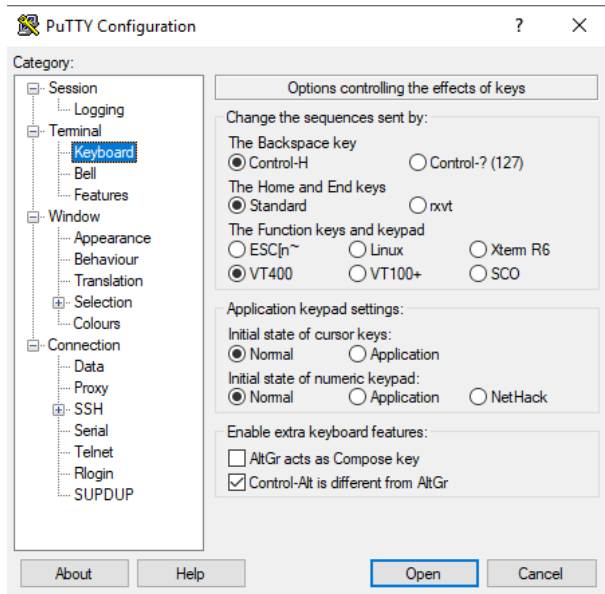 PuTTY Configuration ?
Category:
Session
Logging
Terminal
Keyboard
Bell
Features
Window
Appearance
Behaviour
Translation
Selection
Colours
Connection
Data
Proxy
SSH
Serial
Telnet
Rlogin
SUPDUP
Options controlling the effects of keys
Change the sequences sent by:
The Backspace key
Control-H Control-? (127)
The Home and End keys
Standard rxvt
The Function keys and keypad
ESC[n~ Linux Xterm R6
VT400 VT100+ SCO
Application keypad settings:
Initial state of cursor keys:
Normal Application
Initial state of numeric keypad:
Normal Application NetHack
Enable extra keyboard features:
AltGr acts as Compose key
Control-Alt is different from AltGr
About Help Open Cancel